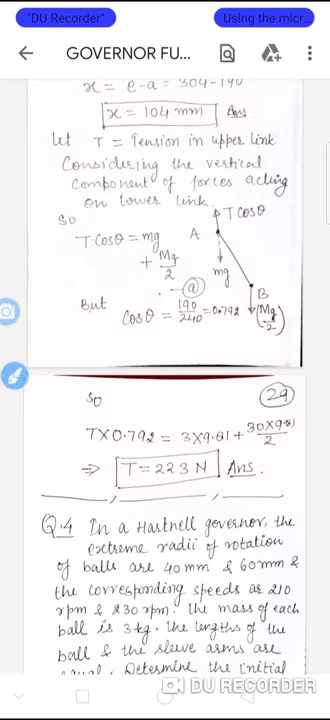 "DU Recorder"
Using the micr...
GOVERNOR FU...
x = e-a = 304-190
x = 104 mm Ans
Let T = Tension in upper link.
Considering the vertical
component of forces acting
on lower link.
So
T cosθ
T·Cosθ = mg
+ Mg/2
A
mg
- (a)
B
(Mg/2)
But Cosθ = 190/240 = 0.792
So
29
T×0.792 = 3×9.81 + 30×9.81/2
⇒ T = 223 N Ans.
Q.4 In a Hartnell governor, the
extreme radii of rotation
of balls are 40mm & 60mm &
the corresponding speeds as 210
rpm & 230 rpm. The mass of each
ball is 3 kg. The lengths of the
ball & the sleeve arms are
equal. Determine the initial
DU RECORDER